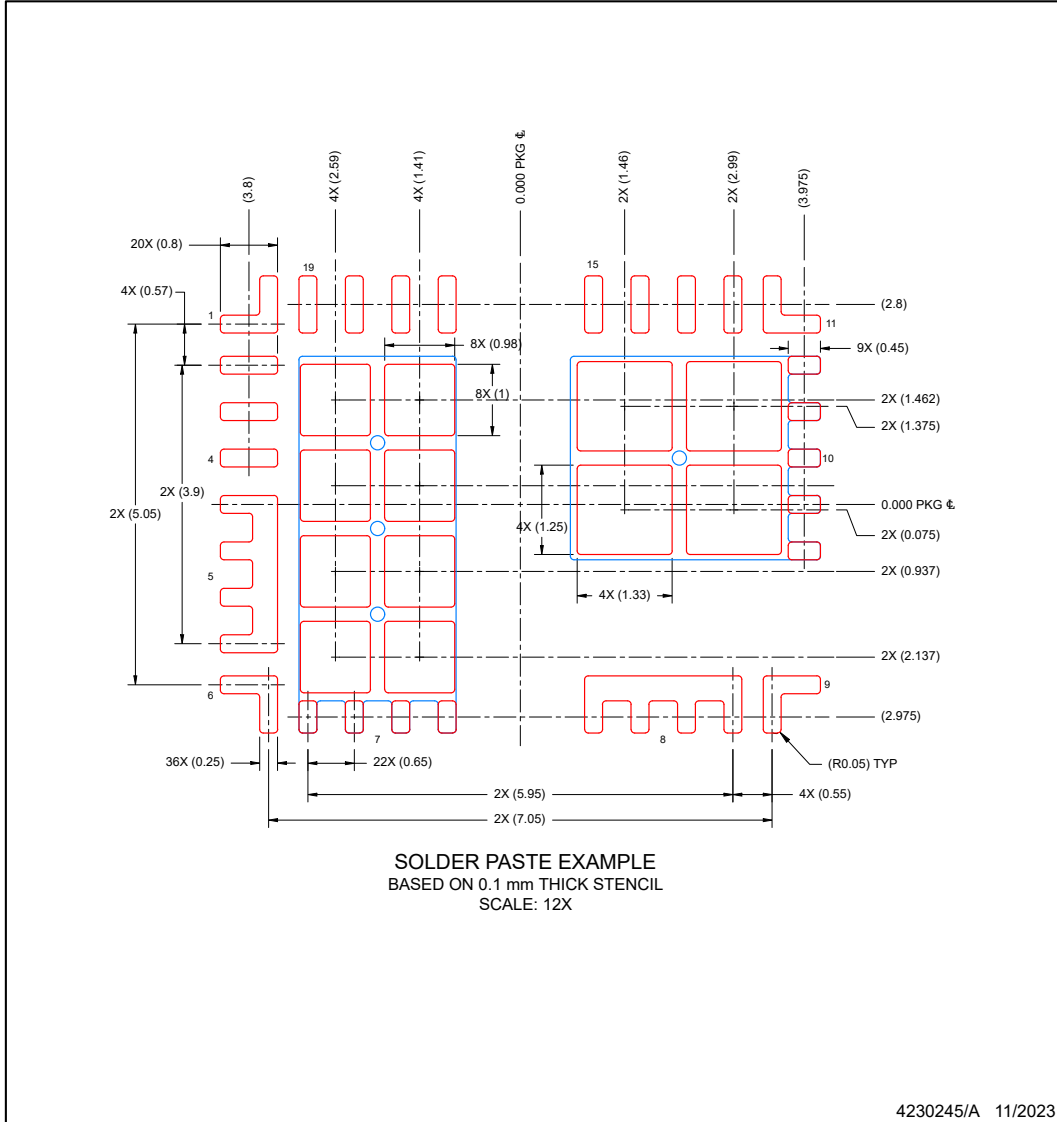 (3.8)
4X (2.59)
4X (1.41)
0.000 PKG ℄
2X (1.46)
2X (2.99)
(3.975)
20X (0.8)
19
15
4X (0.57)
(2.8)
1
11
8X (0.98)
9X (0.45)
8X (1)
2X (1.462)
2X (1.375)
4
10
2X (3.9)
0.000 PKG ℄
2X (5.05)
4X (1.25)
2X (0.075)
5
2X (0.937)
4X (1.33)
2X (2.137)
6
9
(2.975)
7
8
36X (0.25)
22X (0.65)
(R0.05) TYP
2X (5.95)
4X (0.55)
2X (7.05)
SOLDER PASTE EXAMPLE
BASED ON 0.1 mm THICK STENCIL
SCALE: 12X
4230245/A 11/2023